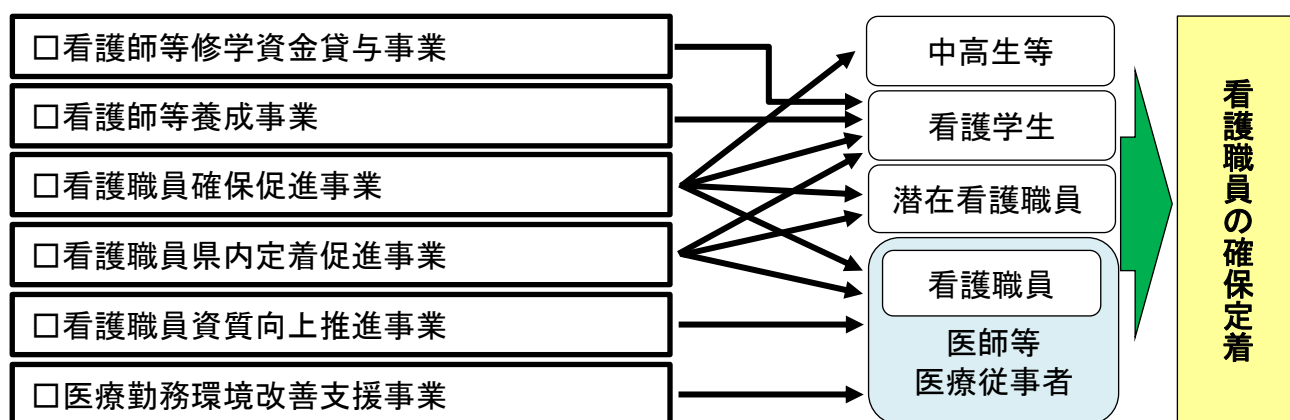 □看護師等修学資金貸与事業
□看護師等養成事業
□看護職員確保促進事業
□看護職員県内定着促進事業
□看護職員資質向上推進事業
□医療勤務環境改善支援事業
中高生等
看護学生
潜在看護職員
看護職員
医師等
医療従事者
看護職員の確保定着